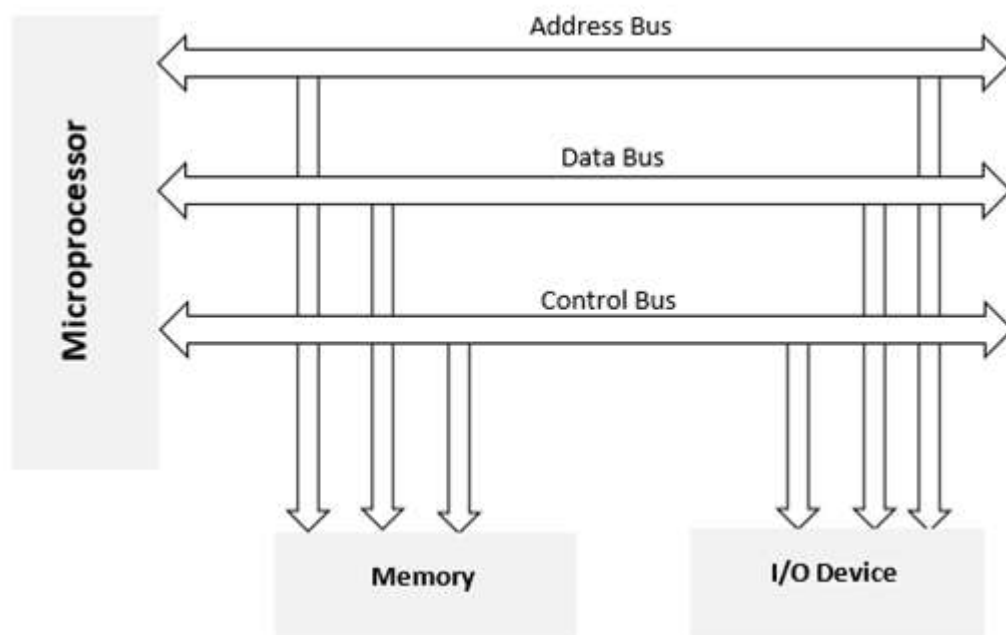 Address Bus
Microprocessor
Data Bus
Control Bus
Memory
I/O Device